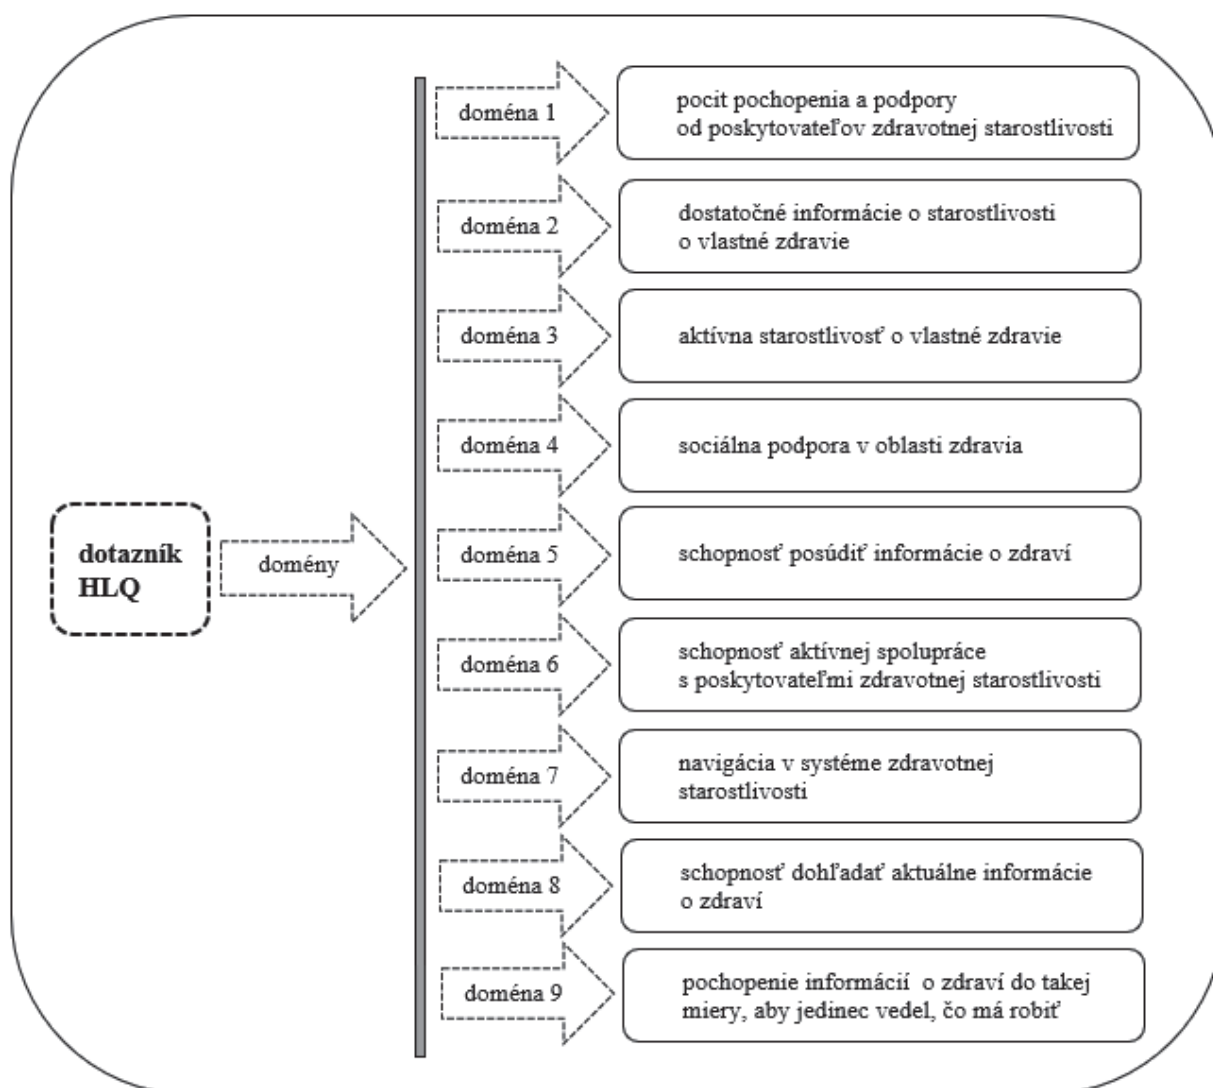 dotazník
HLQ
domény
doména 1
pocit pochopenia a podpory
od poskytovateľov zdravotnej starostlivosti
doména 2
dostatočné informácie o starostlivosti
o vlastné zdravie
doména 3
aktívna starostlivosť o vlastné zdravie
doména 4
sociálna podpora v oblasti zdravia
doména 5
schopnosť posúdiť informácie o zdraví
doména 6
schopnosť aktívnej spolupráce
s poskytovateľmi zdravotnej starostlivosti
doména 7
navigácia v systéme zdravotnej
starostlivosti
doména 8
schopnosť dohľadať aktuálne informácie
o zdraví
doména 9
pochopenie informácií o zdraví do takej
miery, aby jedinec vedel, čo má robiť